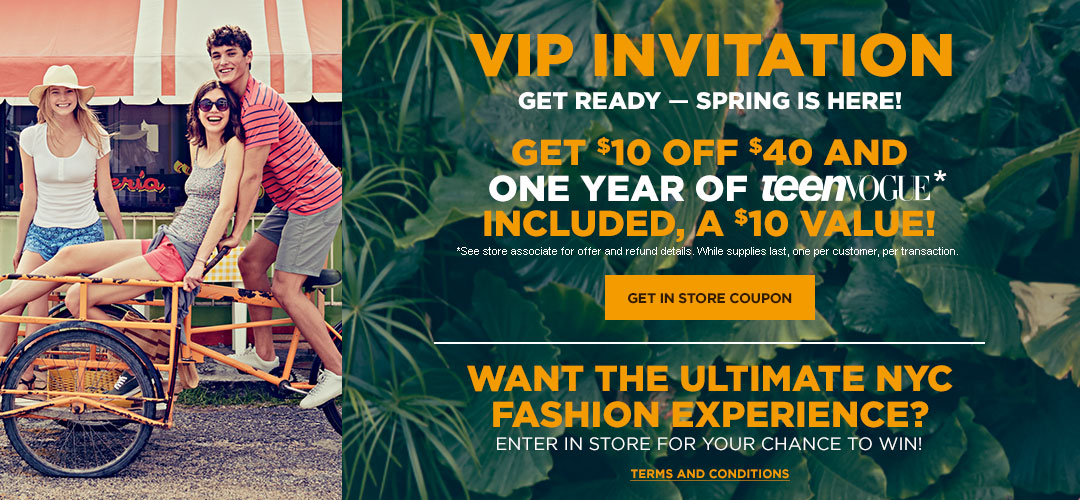 VIP INVITATION
GET READY — SPRING IS HERE!
GET $10 OFF $40 AND
ONE YEAR OF teen VOGUE*
INCLUDED, A $10 VALUE!
*See store associate for offer and refund details. While supplies last, one per customer, per transaction.
GET IN STORE COUPON
WANT THE ULTIMATE NYC
FASHION EXPERIENCE?
ENTER IN STORE FOR YOUR CHANCE TO WIN!
TERMS AND CONDITIONS